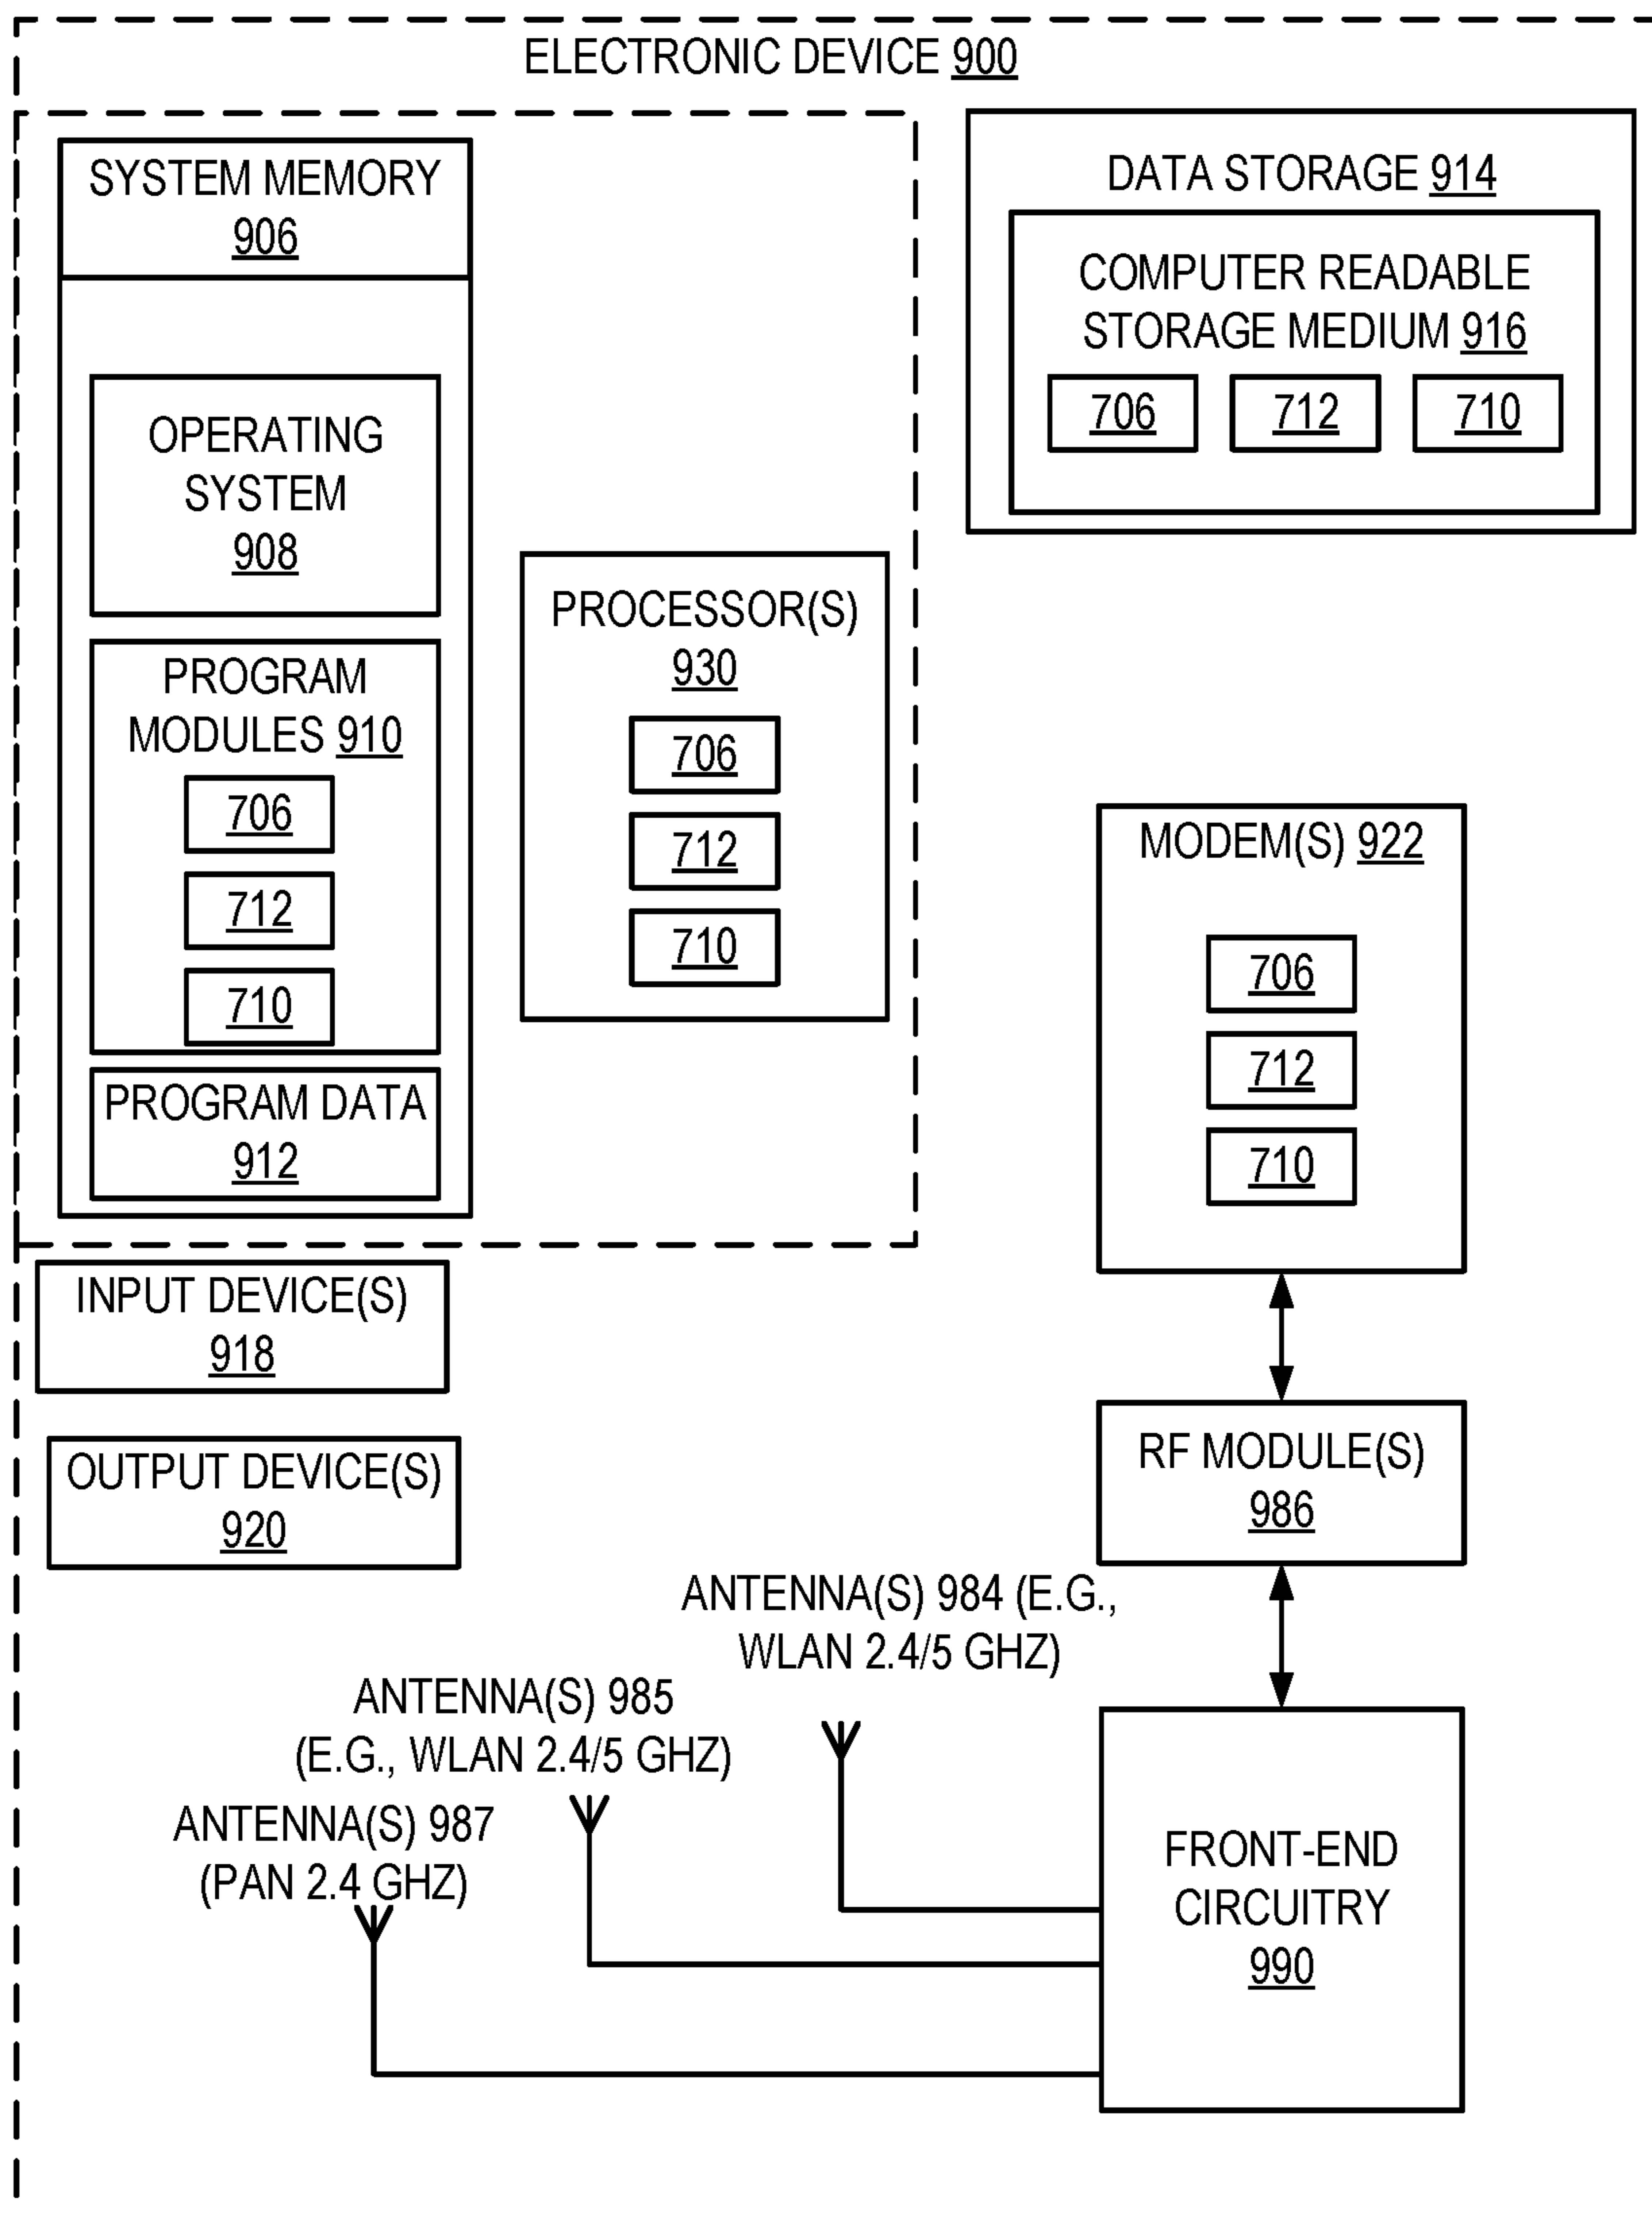 ELECTRONIC DEVICE 900
SYSTEM MEMORY
906
OPERATING
SYSTEM
908
PROGRAM
MODULES 910
706
712
710
PROGRAM DATA
912
PROCESSOR(S)
930
706
712
710
DATA STORAGE 914
COMPUTER READABLE
STORAGE MEDIUM 916
706 712 710
MODEM(S) 922
706
712
710
INPUT DEVICE(S)
918
OUTPUT DEVICE(S)
920
RF MODULE(S)
986
ANTENNA(S) 984 (E.G.,
WLAN 2.4/5 GHZ)
ANTENNA(S) 985
(E.G., WLAN 2.4/5 GHZ)
ANTENNA(S) 987
(PAN 2.4 GHZ)
FRONT-END
CIRCUITRY
990